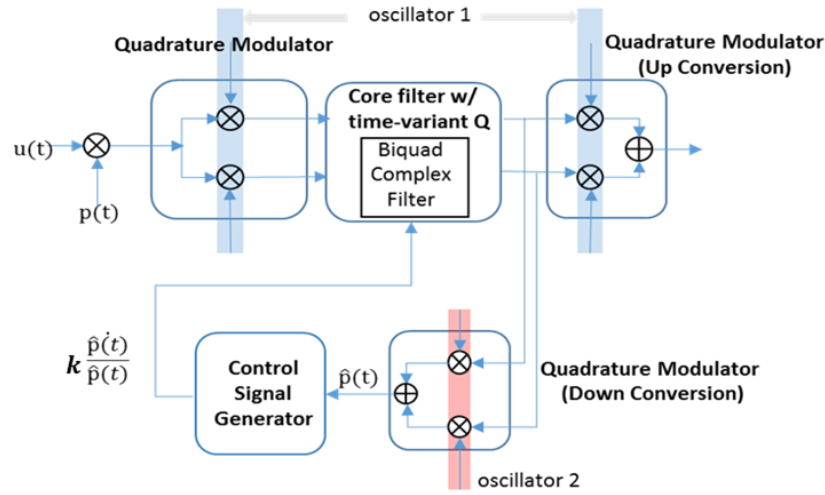 oscillator 1
Quadrature Modulator
Quadrature Modulator
(Up Conversion)
Core filter w/
time-variant Q
Biquad
Complex
Filter
u(t)
p(t)
k ṗ̂(t)/p̂(t)
Control
Signal
Generator
p̂(t)
Quadrature Modulator
(Down Conversion)
oscillator 2